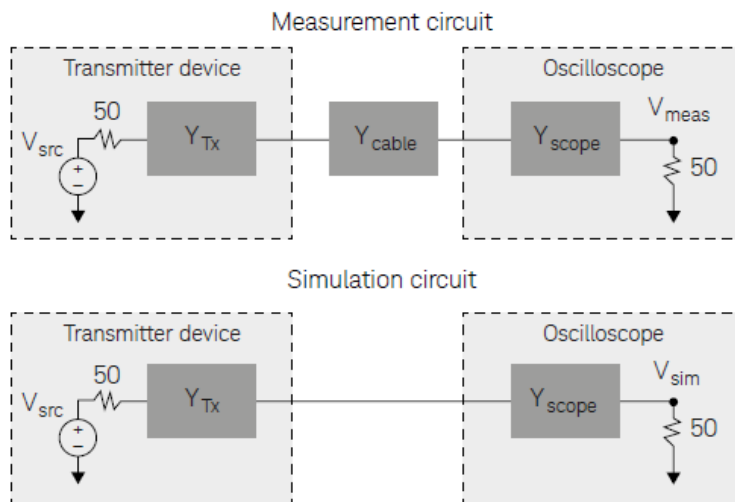 Measurement circuit
Transmitter device
Oscilloscope
50
V_src
+
−
Y_Tx
Y_cable
Y_scope
V_meas
50
Simulation circuit
Transmitter device
Oscilloscope
50
V_src
+
−
Y_Tx
Y_scope
V_sim
50